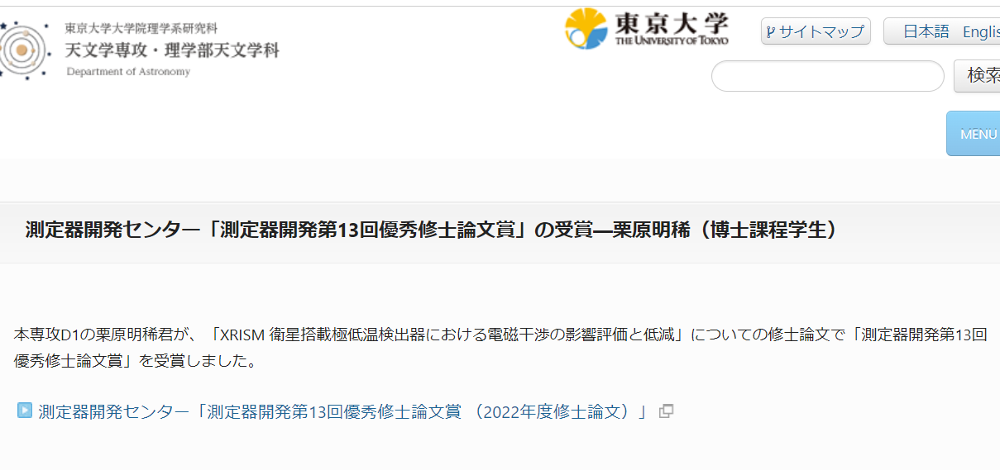 東京大学大学院理学系研究科
天文学専攻・理学部天文学科
Department of Astronomy
東京大学
THE UNIVERSITY OF TOKYO
サイトマップ
日本語 Englis
検索
MENU
測定器開発センター「測定器開発第13回優秀修士論文賞」の受賞—栗原明稀（博士課程学生）
本専攻D1の栗原明稀君が、「XRISM 衛星搭載極低温検出器における電磁干渉の影響評価と低減」についての修士論文で「測定器開発第13回
優秀修士論文賞」を受賞しました。
測定器開発センター「測定器開発第13回優秀修士論文賞 （2022年度修士論文）」